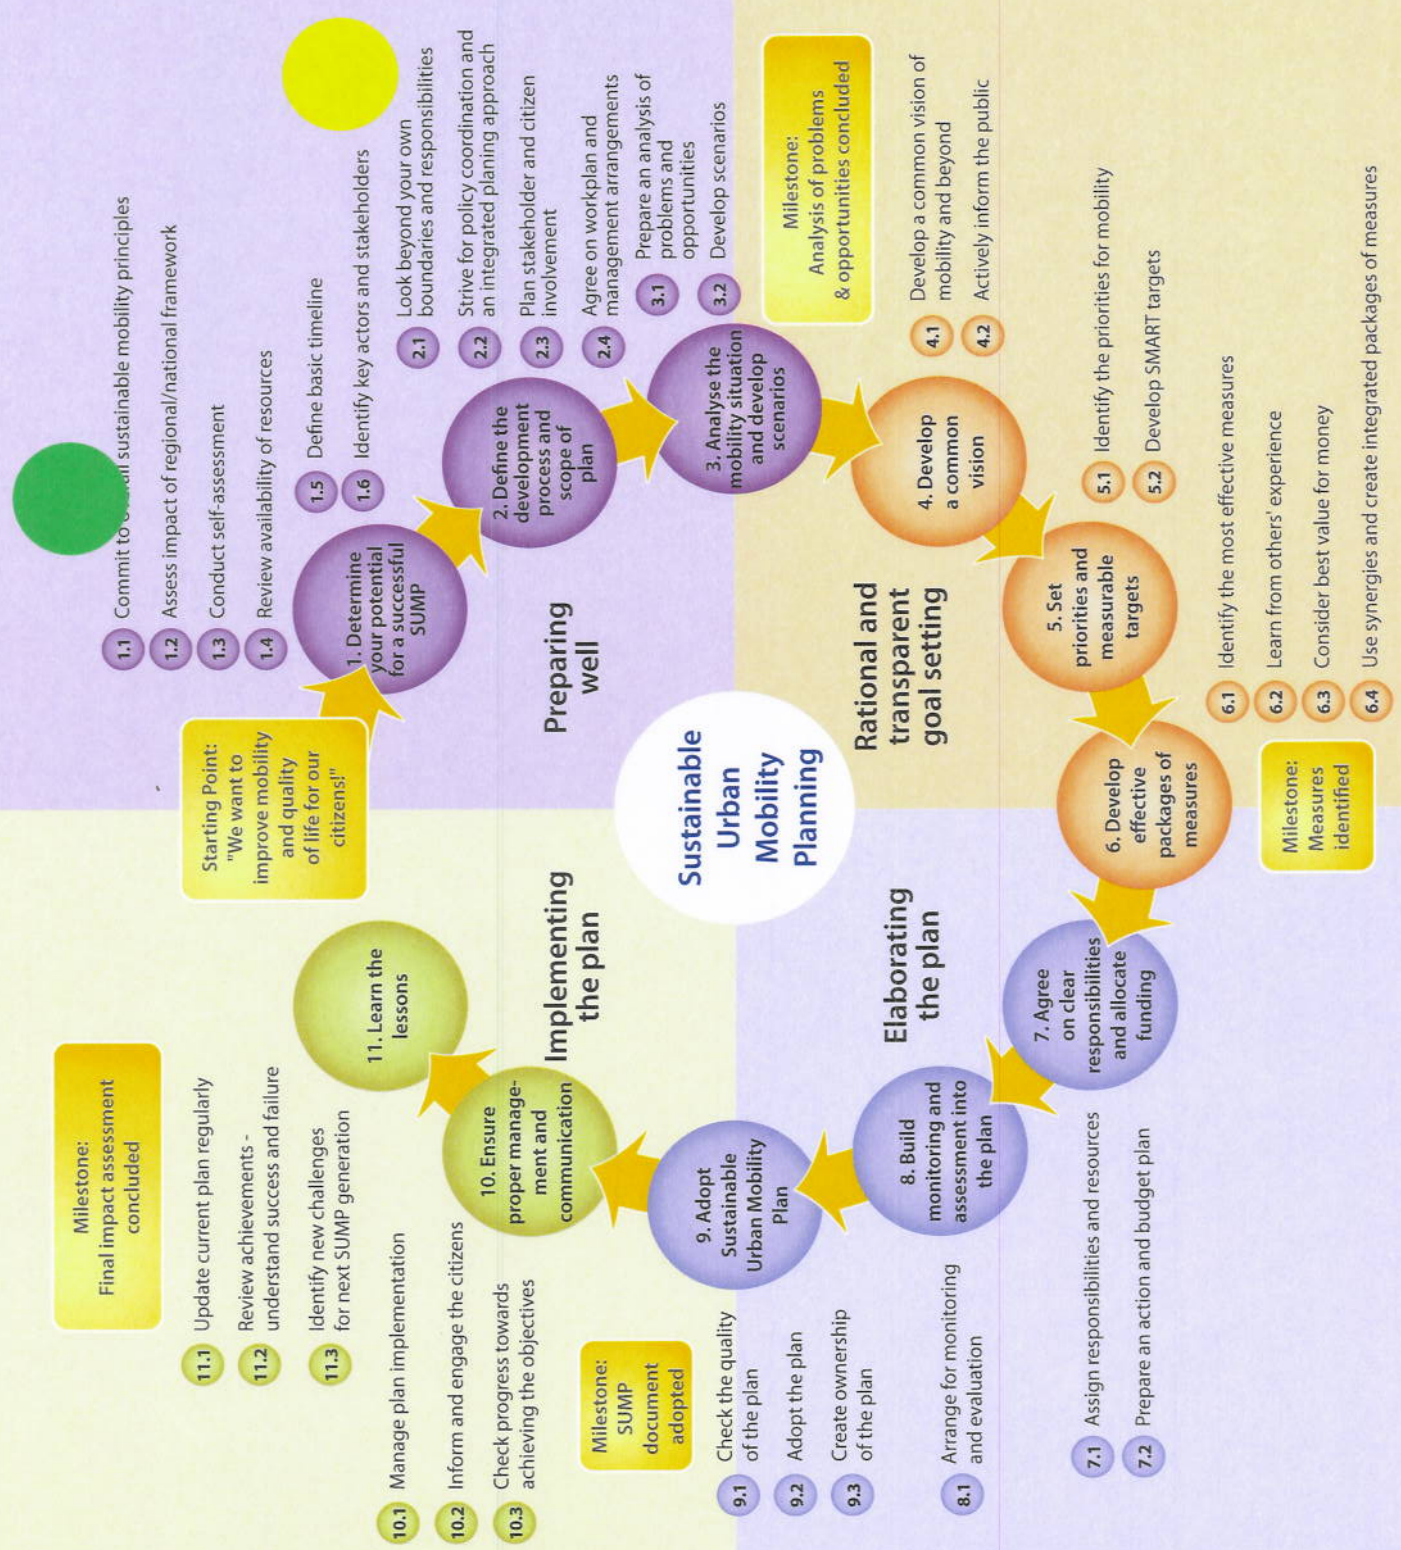 Sustainable
Urban
Mobility
Planning
Starting Point:
"We want to
improve mobility
and quality
of life for our
citizens!"
Preparing
well
1. Determine
your potential
for a successful
SUMP
1.1 Commit to sustainable mobility principles
1.2 Assess impact of regional/national framework
1.3 Conduct self-assessment
1.4 Review availability of resources
1.5 Define basic timeline
1.6 Identify key actors and stakeholders
2. Define the
development
process and
scope of
plan
2.1 Look beyond your own
boundaries and responsibilities
2.2 Strive for policy coordination and
an integrated planing approach
2.3 Plan stakeholder and citizen
involvement
2.4 Agree on workplan and
management arrangements
3. Analyse the
mobility situation
and develop
scenarios
3.1 Prepare an analysis of
problems and
opportunities
3.2 Develop scenarios
Milestone:
Analysis of problems
& opportunities concluded
Rational and
transparent
goal setting
4. Develop
a common
vision
4.1 Develop a common vision of
mobility and beyond
4.2 Actively inform the public
5. Set
priorities and
measurable
targets
5.1 Identify the priorities for mobility
5.2 Develop SMART targets
6. Develop
effective
packages of
measures
6.1 Identify the most effective measures
6.2 Learn from others' experience
6.3 Consider best value for money
6.4 Use synergies and create integrated packages of measures
Milestone:
Measures
identified
Elaborating
the plan
7. Agree
on clear
responsibilities
and allocate
funding
7.1 Assign responsibilities and resources
7.2 Prepare an action and budget plan
8. Build
monitoring and
assessment into
the plan
8.1 Arrange for monitoring
and evaluation
9. Adopt
Sustainable
Urban Mobility
Plan
9.1 Check the quality
of the plan
9.2 Adopt the plan
9.3 Create ownership
of the plan
Milestone:
SUMP
document
adopted
Implementing
the plan
10. Ensure
proper manage-
ment and
communication
10.1 Manage plan implementation
10.2 Inform and engage the citizens
10.3 Check progress towards
achieving the objectives
11. Learn the
lessons
11.1 Update current plan regularly
11.2 Review achievements -
understand success and failure
11.3 Identify new challenges
for next SUMP generation
Milestone:
Final impact assessment
concluded